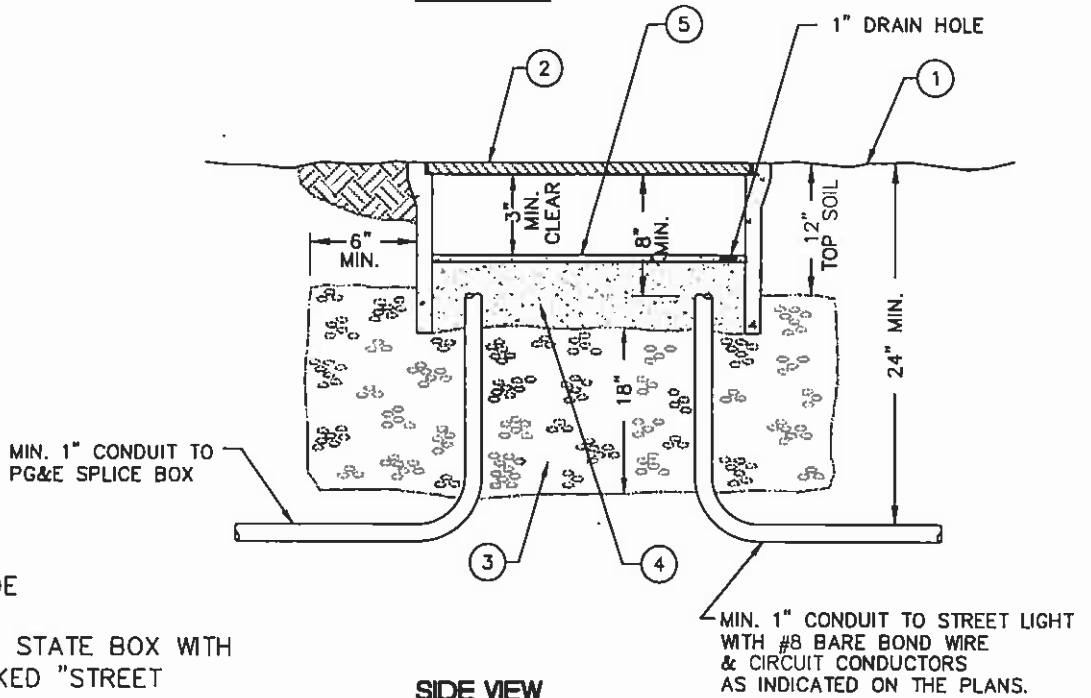 5
1" DRAIN HOLE
2
1
3"
MIN.
CLEAR
8"
MIN.
12"
TOP SOIL
6"
MIN.
24" MIN.
18"
MIN. 1" CONDUIT TO
PG&E SPLICE BOX
3
4
STATE BOX WITH
KED "STREET
SIDE VIEW
MIN. 1" CONDUIT TO STREET LIGHT
WITH #8 BARE BOND WIRE
& CIRCUIT CONDUCTORS
AS INDICATED ON THE PLANS.